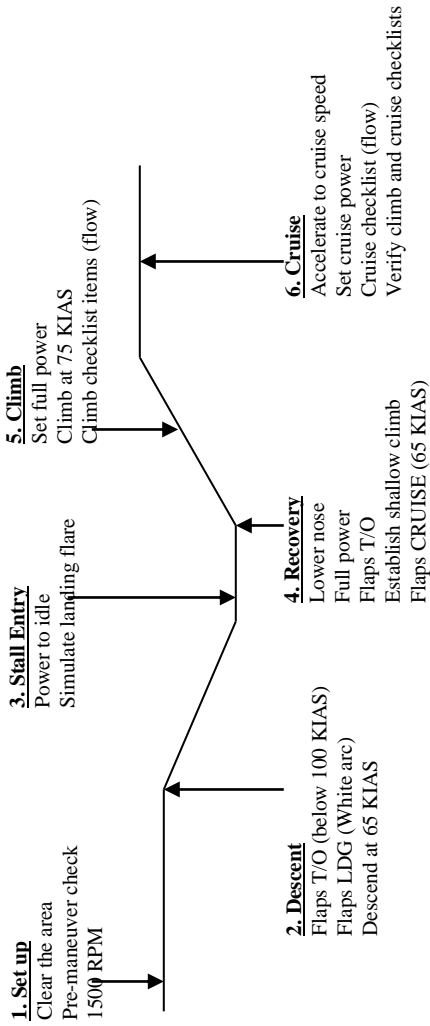 1. Set up
Clear the area
Pre-maneuver check
1500 RPM
2. Descent
Flaps T/O (below 100 KIAS)
Flaps LDG (White arc)
Descend at 65 KIAS
3. Stall Entry
Power to idle
Simulate landing flare
4. Recovery
Lower nose
Full power
Flaps T/O
Establish shallow climb
Flaps CRUISE (65 KIAS)
5. Climb
Set full power
Climb at 75 KIAS
Climb checklist items (flow)
6. Cruise
Accelerate to cruise speed
Set cruise power
Cruise checklist (flow)
Verify climb and cruise checklists